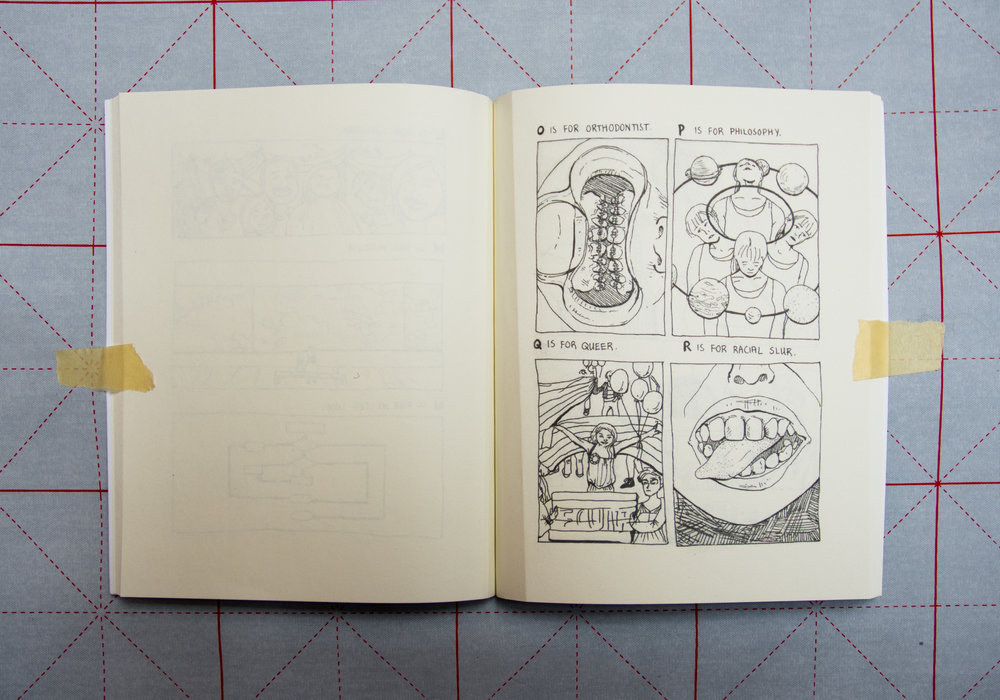 O IS FOR ORTHODONTIST.
P IS FOR PHILOSOPHY.
Q IS FOR QUEER.
R IS FOR RACIAL SLUR.